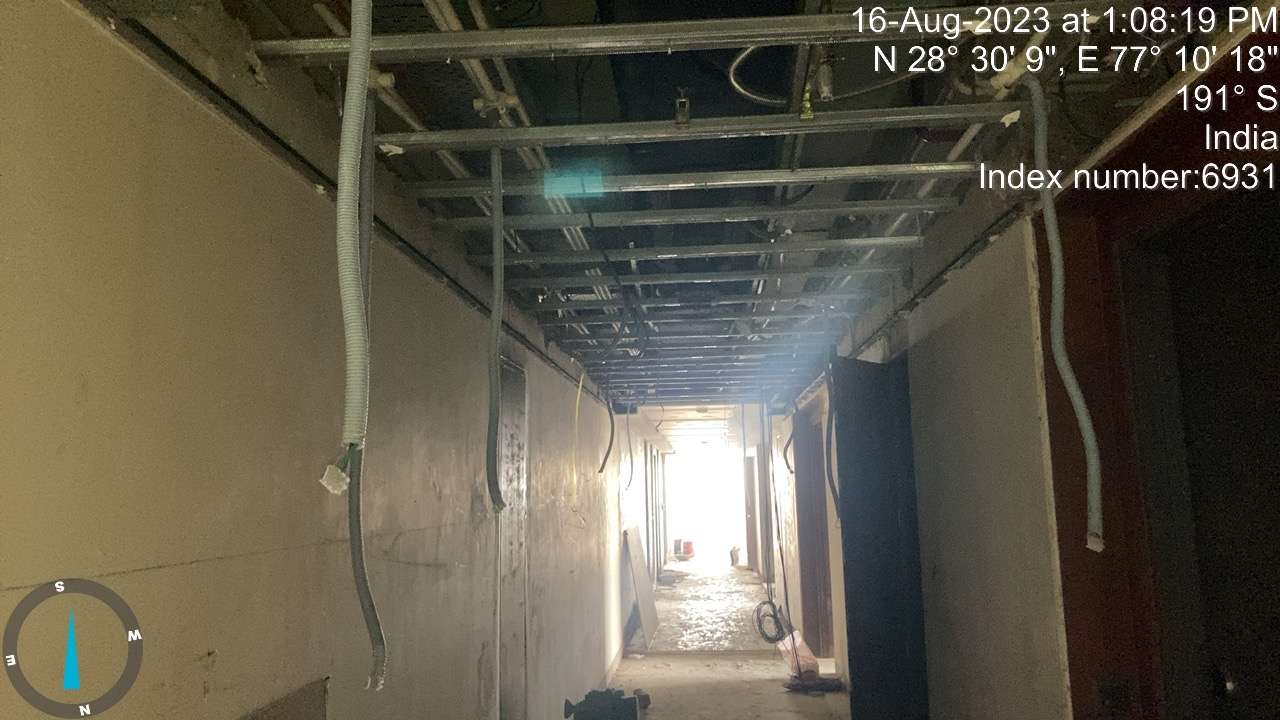 16-Aug-2023 at 1:08:19 PM
N 28° 30' 9", E 77° 10' 18"
191° S
India
Index number:6931
S
W
E
N